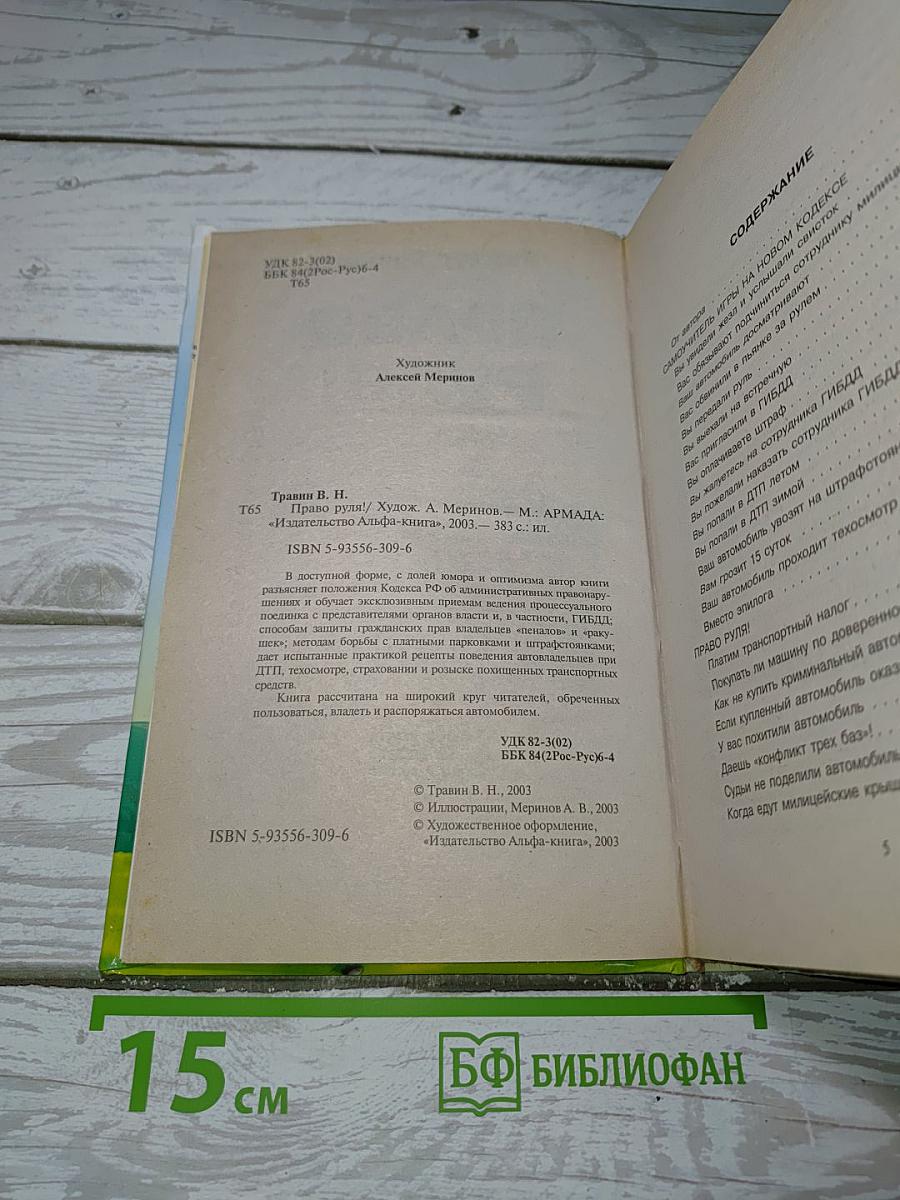 УДК 82-3(02)
ББК 84(2Рос-Рус)6-4
Т65
Художник
Алексей Меринов
Травин В. Н.
Т65 Право руля!/ Худож. А. Меринов.— М.: АРМАДА:
«Издательство Альфа-книга», 2003.— 383 с.: ил.
ISBN 5-93556-309-6
В доступной форме, с долей юмора и оптимизма автор книги
разъясняет положения Кодекса РФ об административных правонару-
шениях и обучает эксклюзивным приемам ведения процессуального
поединка с представителями органов власти и, в частности, ГИБДД;
способам защиты гражданских прав владельцев «пеналов» и «раку-
шек»; методам борьбы с платными парковками и штрафстоянками;
дает испытанные практикой рецепты поведения автовладельцев при
ДТП, техосмотре, страховании и розыске похищенных транспортных
средств.
Книга рассчитана на широкий круг читателей, обреченных
пользоваться, владеть и распоряжаться автомобилем.
УДК 82-3(02)
ББК 84(2Рос-Рус)6-4
© Травин В. Н., 2003
© Иллюстрации, Меринов А. В., 2003
© Художественное оформление,
«Издательство Альфа-книга», 2003
ISBN 5-93556-309-6
СОДЕРЖАНИЕ
От автора
САМОУЧИТЕЛЬ ИГРЫ НА НОВОМ КОДЕКСЕ
Вы увидели жезл и услышали свисток
Вас обязывают подчиниться сотруднику милиц
Ваш автомобиль досматривают
Вас обвинили в пьянке за рулем
Вы передали руль
Вы выехали на встречную
Вас пригласили в ГИБДД
Вы оплачиваете штраф
Вы жалуетесь на сотрудника ГИБДД
Вы пожелали наказать сотрудника ГИБДД
Вы попали в ДТП летом
Вы попали в ДТП зимой
Ваш автомобиль увозят на штрафстоян
Вам грозит 15 суток
Ваш автомобиль проходит техосмотр
Вместо эпилога
ПРАВО РУЛЯ!
Платим транспортный налог
Покупать ли машину по доверенно
Как не купить криминальный авто
Если купленный автомобиль оказ
У вас похитили автомобиль
Даешь «конфликт трех баз»!
Судьи не поделили автомобиль
Когда едут милицейские крыш
5
15 см
БФ БИБЛИОФАН